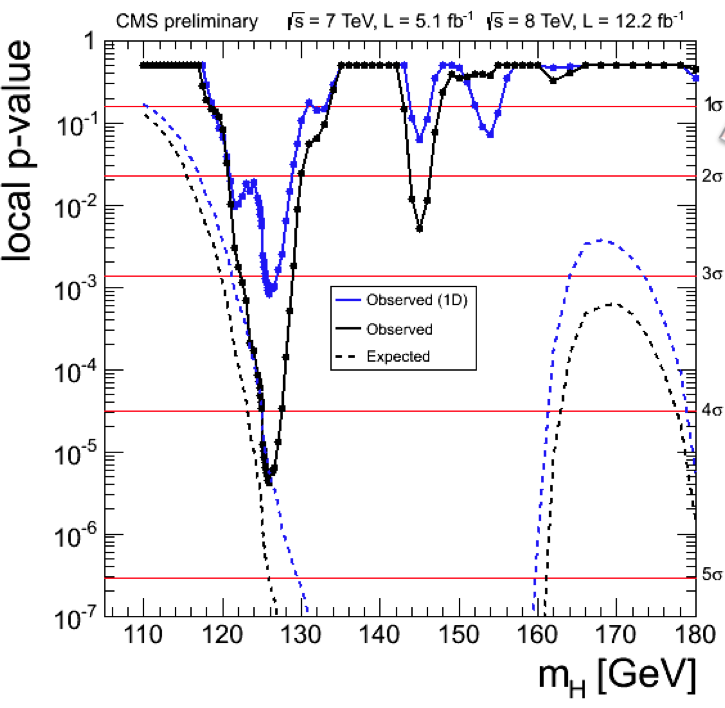 CMS preliminary √s = 7 TeV, L = 5.1 fb⁻¹ √s = 8 TeV, L = 12.2 fb⁻¹
local p-value
1
10⁻¹
10⁻²
10⁻³
10⁻⁴
10⁻⁵
10⁻⁶
10⁻⁷
1σ
2σ
3σ
4σ
5σ
Observed (1D)
Observed
Expected
110 120 130 140 150 160 170 180
m_H [GeV]